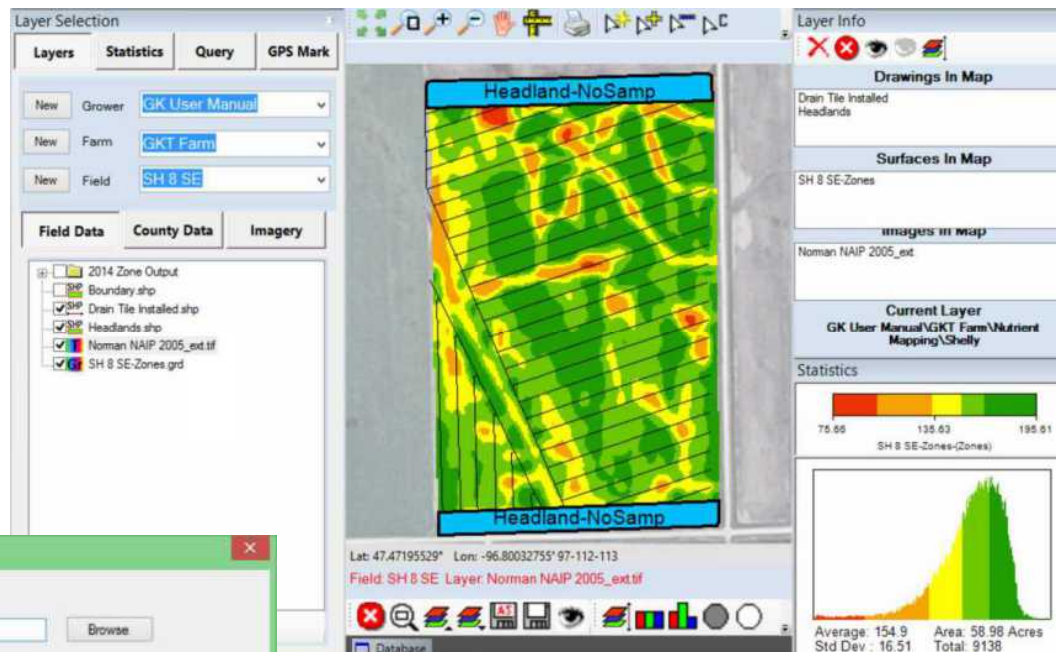 Layer Selection
Layers Statistics Query GPS Mark
New Grower GK User Manual
New Farm GKT Farm
New Field SH 8 SE
Field Data County Data Imagery
2014 Zone Output
Boundary.shp
Drain Tile Installed.shp
Headlands.shp
Norman NAIP 2005_ext.tif
SH 8 SE-Zones.grd
Browse
Headland-NoSamp
Headland-NoSamp
Lat: 47.47195529° Lon: -96.80032755° 97-112-113
Field: SH 8 SE Layer: Norman NAIP 2005_ext.tif
Database
Layer Info
Drawings In Map
Drain Tile Installed
Headlands
Surfaces In Map
SH 8 SE-Zones
Images In Map
Norman NAIP 2005_ext
Current Layer
GK User Manual\GKT Farm\Nutrient
Mapping\Shelly
Statistics
75.66 135.63 195.61
SH 8 SE-Zones-(Zones)
Average: 154.9 Area: 58.98 Acres
Std Dev : 16.51 Total: 9138